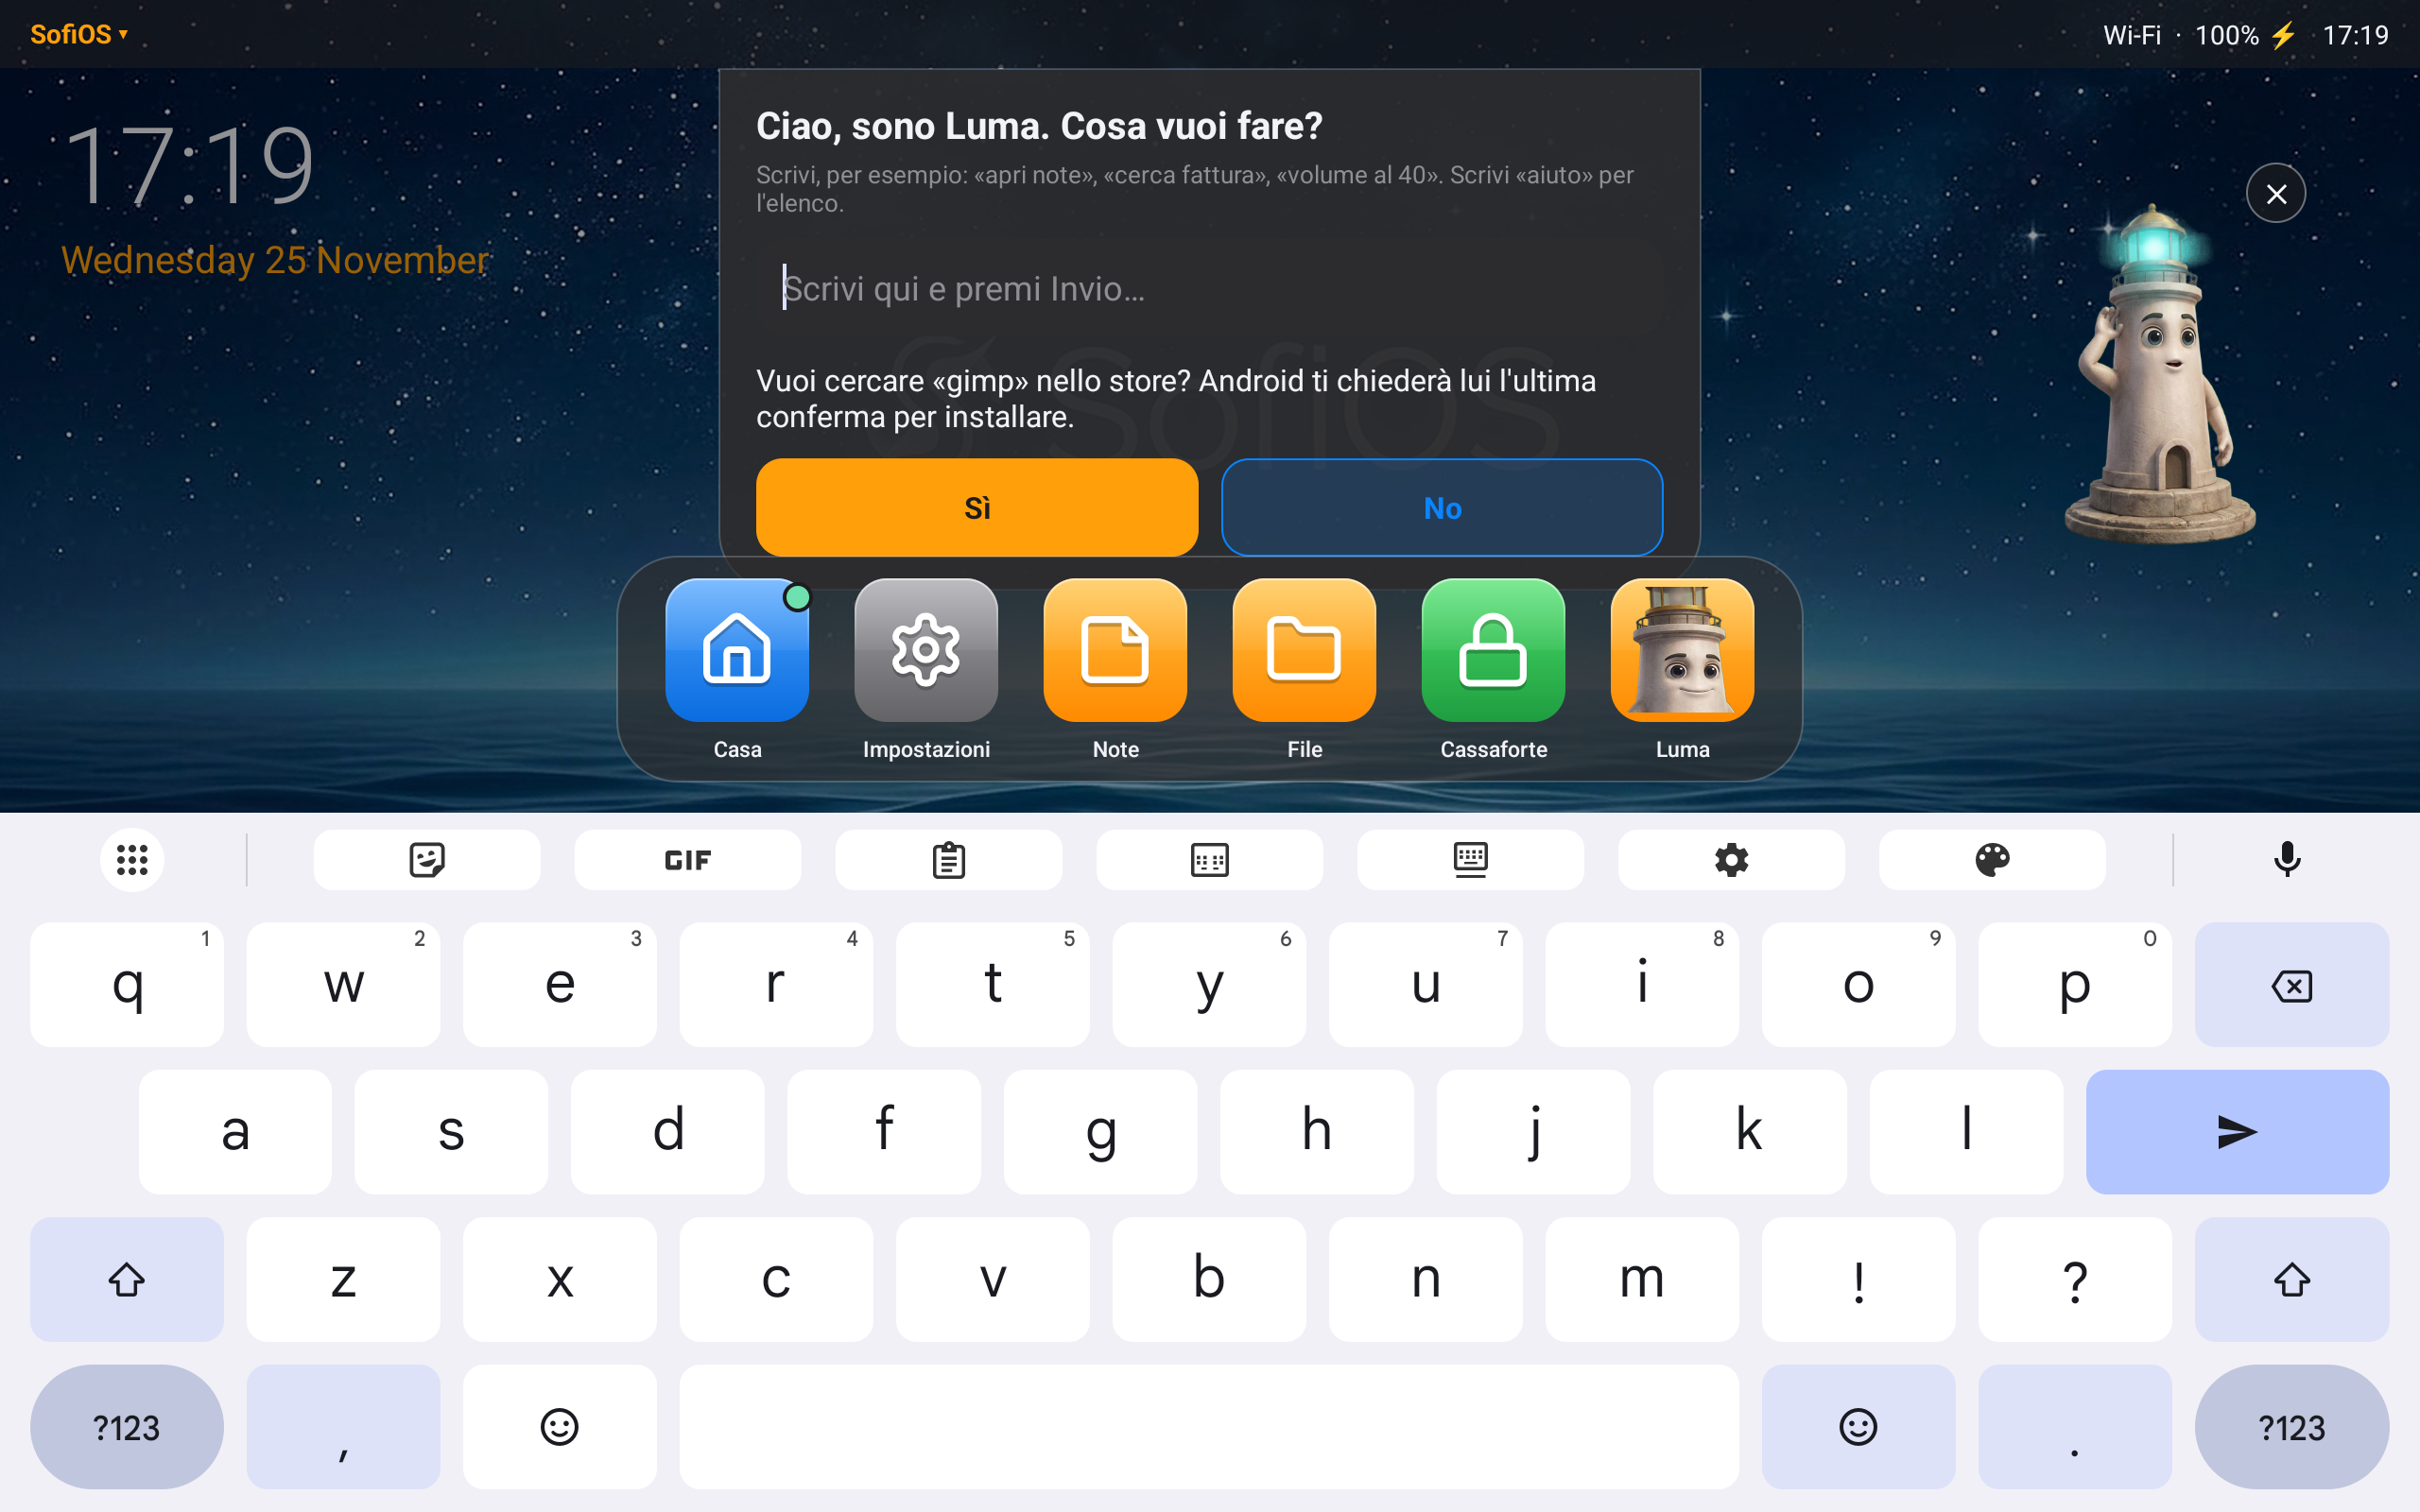 SofiOS ▾
Wi-Fi · 100% ⚡ 17:19
17:19
Wednesday 25 November
Ciao, sono Luma. Cosa vuoi fare?
Scrivi, per esempio: «apri note», «cerca fattura», «volume al 40». Scrivi «aiuto» per
l'elenco.
Scrivi qui e premi Invio...
SofiOS
Vuoi cercare «gimp» nello store? Android ti chiederà lui l'ultima
conferma per installare.
Sì
No
Casa
Impostazioni
Note
File
Cassaforte
Luma
GIF
q 1 w 2 e 3 r 4 t 5 y 6 u 7 i 8 o 9 p 0
a s d f g h j k l
z x c v b n m ! ?
?123 , . ?123